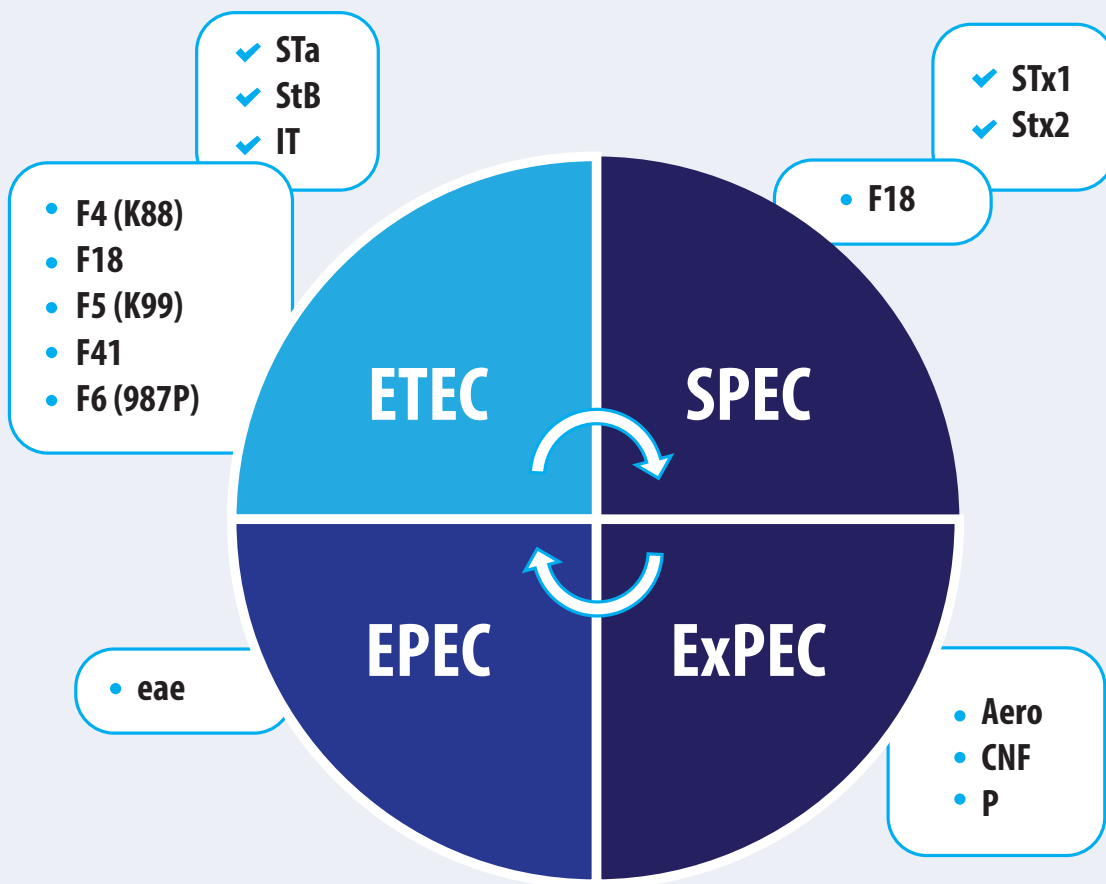 STa
StB
IT
F4 (K88)
F18
F5 (K99)
F41
F6 (987P)
STx1
Stx2
F18
ETEC
SPEC
EPEC
ExPEC
eae
Aero
CNF
P